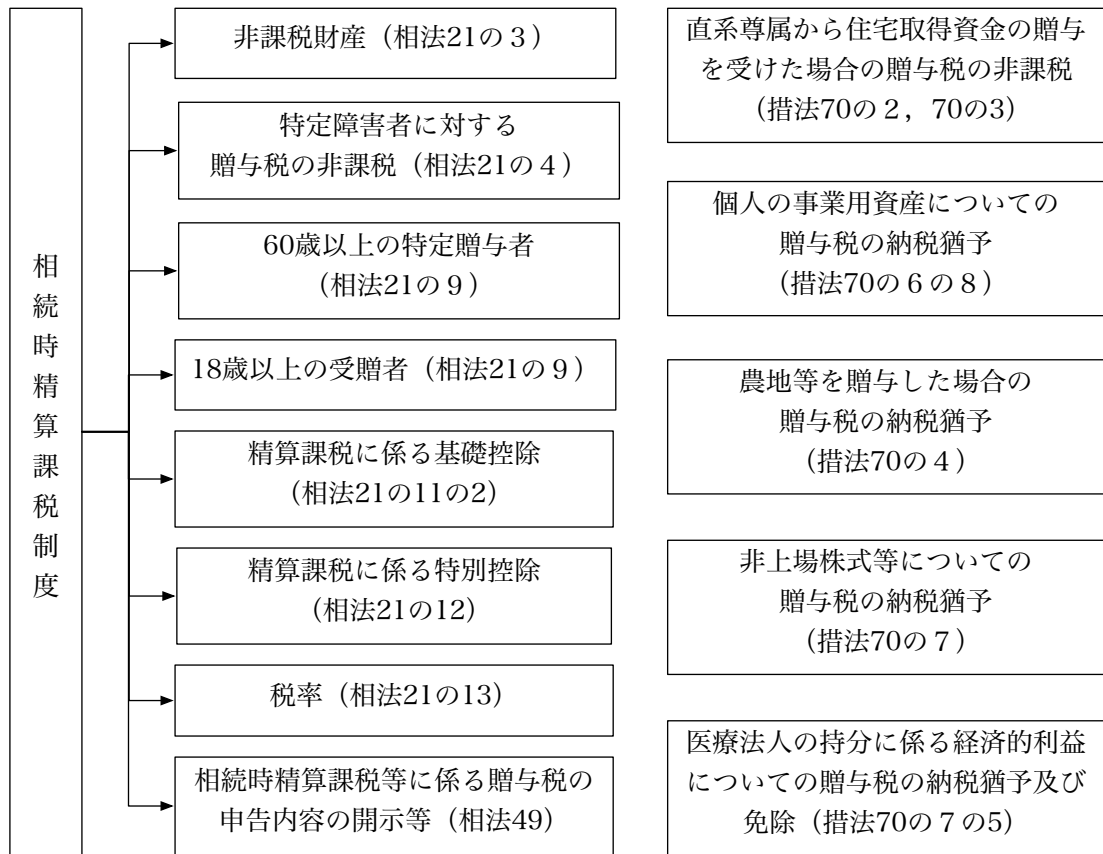 相続時精算課税制度
非課税財産（相法21の３）
特定障害者に対する
贈与税の非課税（相法21の４）
60歳以上の特定贈与者
（相法21の９）
18歳以上の受贈者（相法21の９）
精算課税に係る基礎控除
（相法21の11の2）
精算課税に係る特別控除
（相法21の12）
税率（相法21の13）
相続時精算課税等に係る贈与税の
申告内容の開示等（相法49）
直系尊属から住宅取得資金の贈与
を受けた場合の贈与税の非課税
（措法70の２，70の3）
個人の事業用資産についての
贈与税の納税猶予
（措法70の６の８）
農地等を贈与した場合の
贈与税の納税猶予
（措法70の４）
非上場株式等についての
贈与税の納税猶予
（措法70の７）
医療法人の持分に係る経済的利益
についての贈与税の納税猶予及び
免除（措法70の７の5）